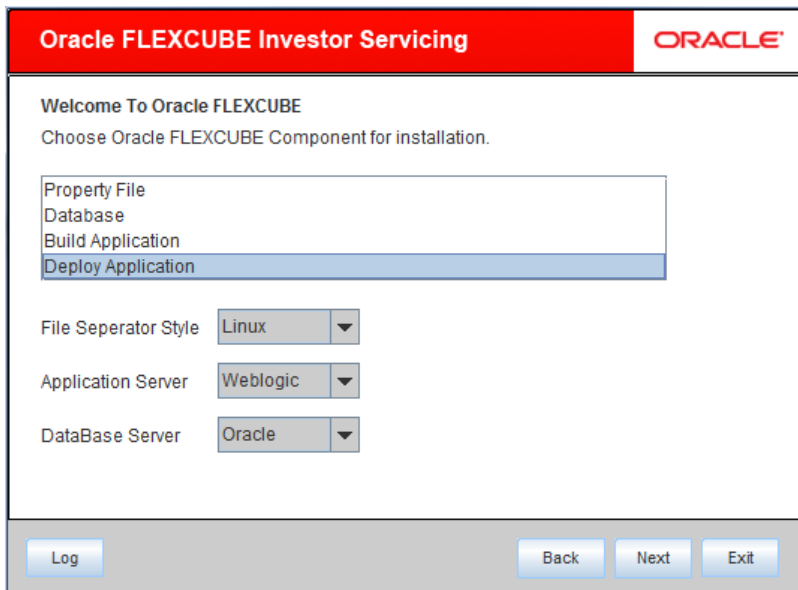 Oracle FLEXCUBE Investor Servicing
ORACLE
Welcome To Oracle FLEXCUBE
Choose Oracle FLEXCUBE Component for installation.
Property File
Database
Build Application
Deploy Application
File Seperator Style Linux
Application Server Weblogic
DataBase Server Oracle
Log Back Next Exit